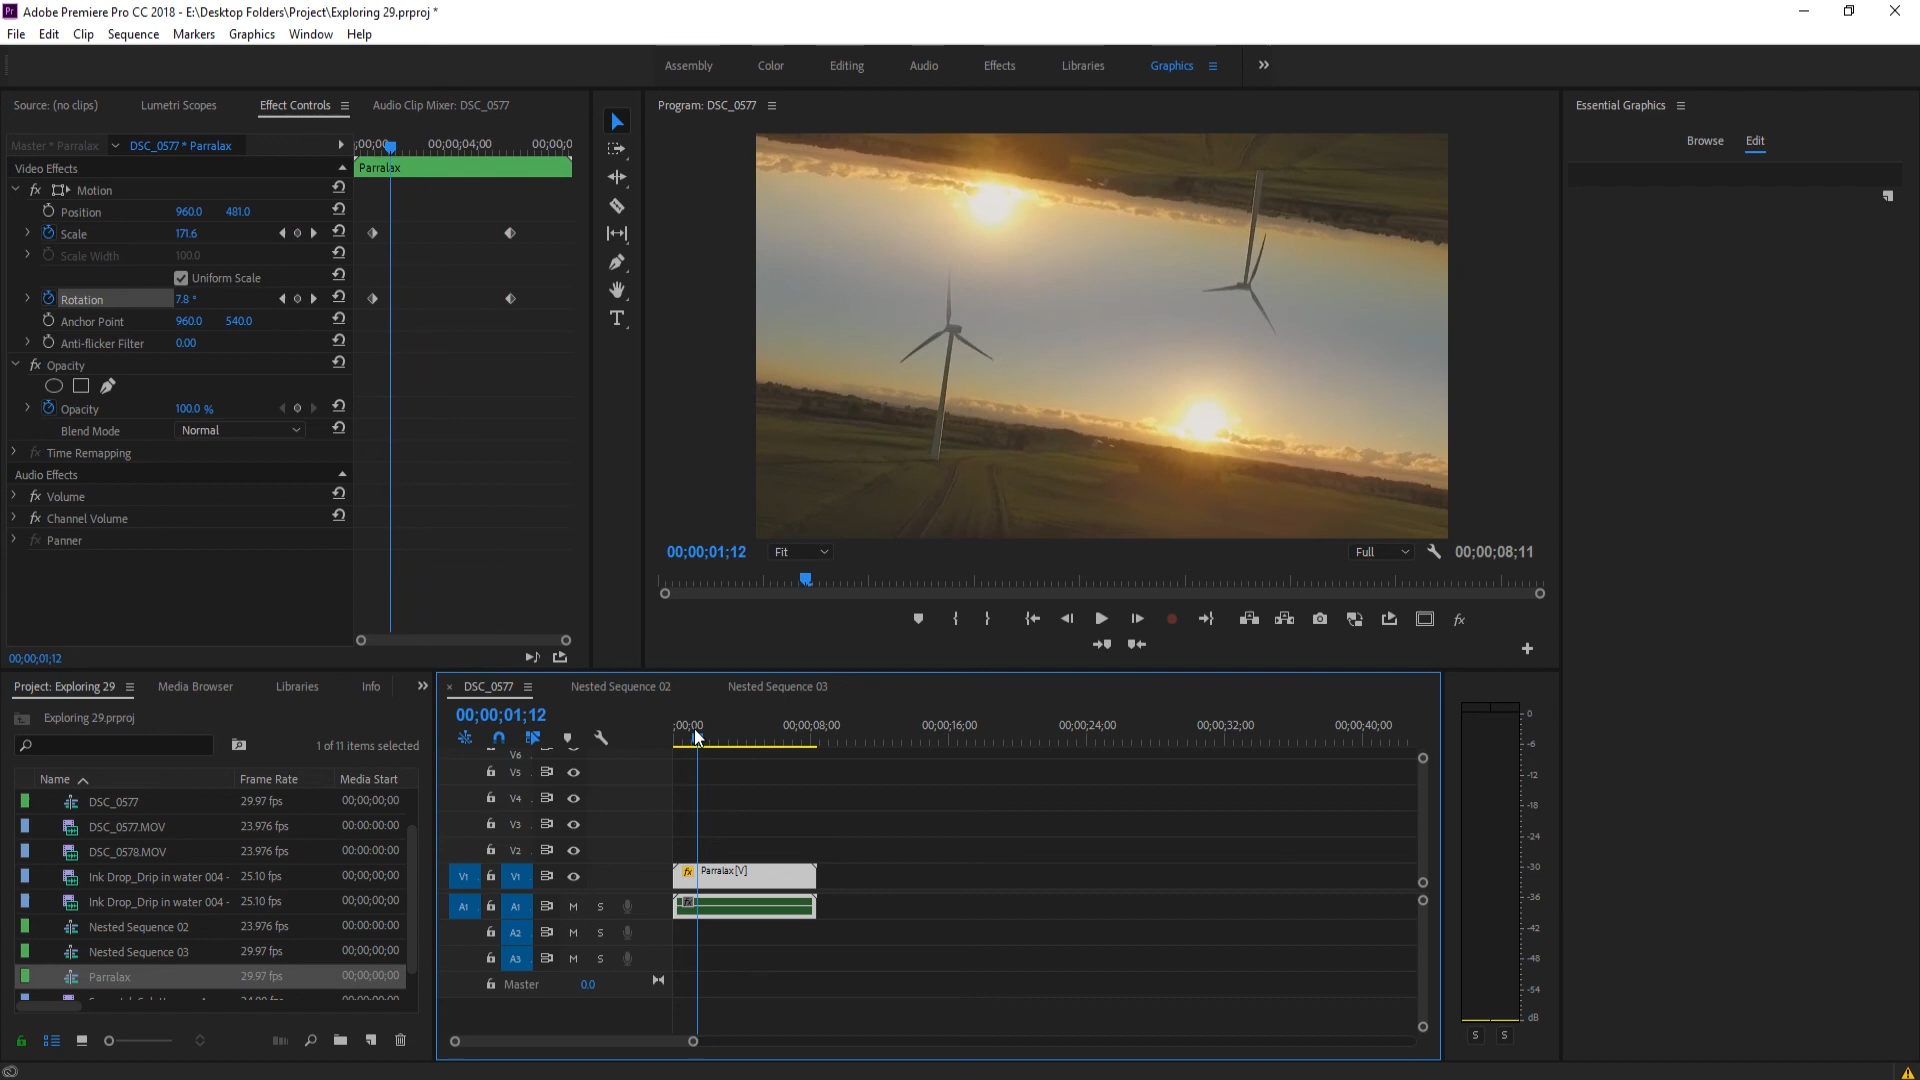 Pr Adobe Premiere Pro CC 2018 - E:\Desktop Folders\Project\Exploring 29.prproj *
File Edit Clip Sequence Markers Graphics Window Help
Assembly Color Editing Audio Effects Libraries Graphics
Source: (no clips) Lumetri Scopes Effect Controls Audio Clip Mixer: DSC_0577
Program: DSC_0577
Essential Graphics
Browse Edit
Master * Parralax DSC_0577 * Parralax
;00;00 00;00;04;00 00;00;0
Video Effects
Parralax
fx Motion
Position 960.0 481.0
Scale 171.6
Scale Width 100.0
Uniform Scale
Rotation 7.8 °
Anchor Point 960.0 540.0
Anti-flicker Filter 0.00
fx Opacity
Opacity 100.0 %
Blend Mode Normal
fx Time Remapping
Audio Effects
fx Volume
fx Channel Volume
fx Panner
00;00;01;12
00;00;01;12 Fit Full 00;00;08;11
fx
Project: Exploring 29 Media Browser Libraries Info
Exploring 29.prproj
1 of 11 items selected
Name Frame Rate Media Start
DSC_0577 29.97 fps 00;00;00;00
DSC_0577.MOV 23.976 fps 00:00:00:00
DSC_0578.MOV 23.976 fps 00:00:00:00
Ink Drop_Drip in water 004 - 25.10 fps 00;00;00;00
Ink Drop_Drip in water 004 - 25.10 fps 00;00;00;00
Nested Sequence 02 23.976 fps 00:00:00:00
Nested Sequence 03 29.97 fps 00;00;00;00
Parralax 29.97 fps 00;00;00;00
× DSC_0577 Nested Sequence 02 Nested Sequence 03
00;00;01;12
;00;00 00;00;08;00 00;00;16;00 00;00;24;00 00;00;32;00 00;00;40;00
V6
V5
V4
V3
V2
V1 V1 fx Parralax [V]
A1 A1 M S fx
A2 M S
A3 M S
Master 0.0
0
-6
-12
-18
-24
-30
-36
-42
-48
-54
dB
S S